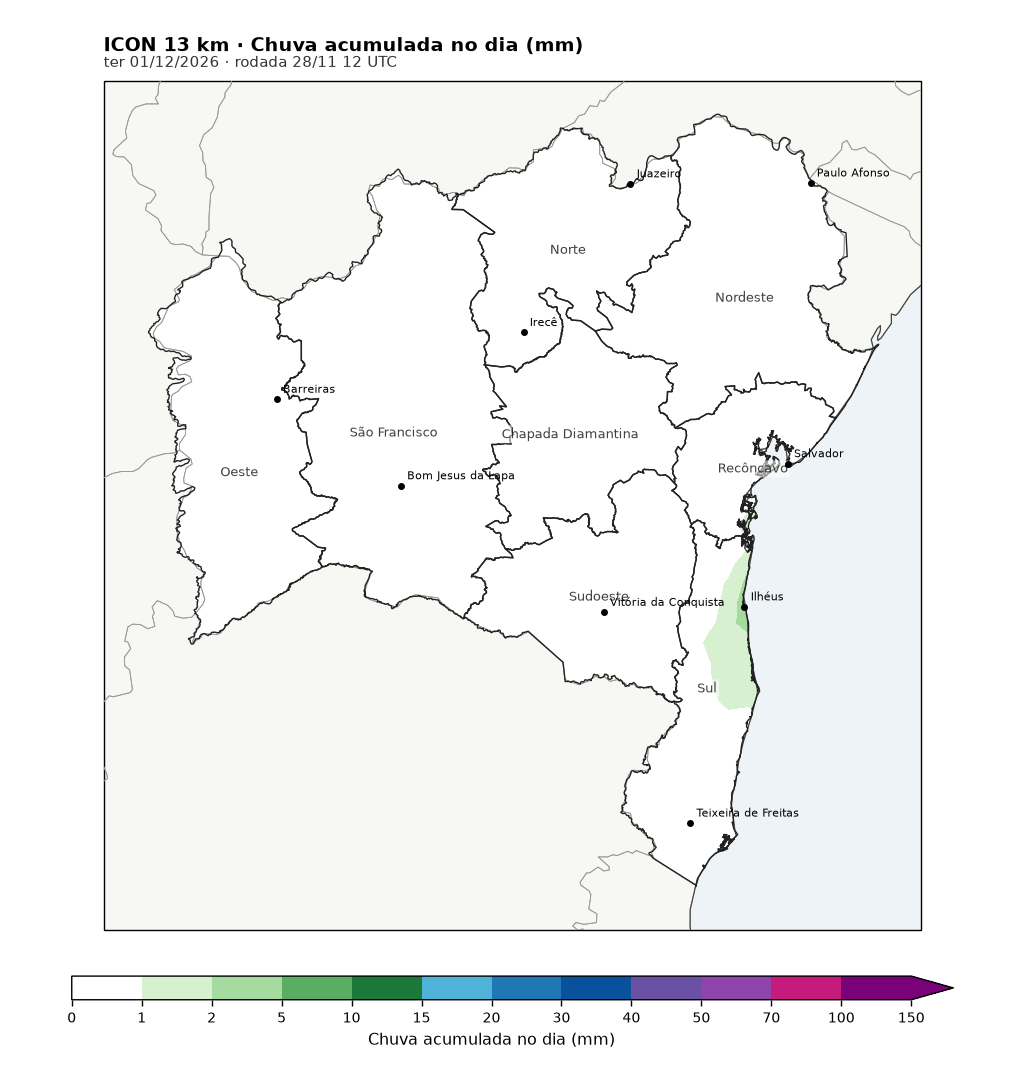 ICON 13 km · Chuva acumulada no dia (mm)
ter 01/12/2026 · rodada 28/11 12 UTC
Juazeiro
Paulo Afonso
Norte
Nordeste
Irecê
Barreiras
São Francisco
Chapada Diamantina
Salvador
Oeste
Recôncavo
Bom Jesus da Lapa
Sudoeste
Vitória da Conquista
Ilhéus
Sul
Teixeira de Freitas
0 1 2 5 10 15 20 30 40 50 70 100 150
Chuva acumulada no dia (mm)